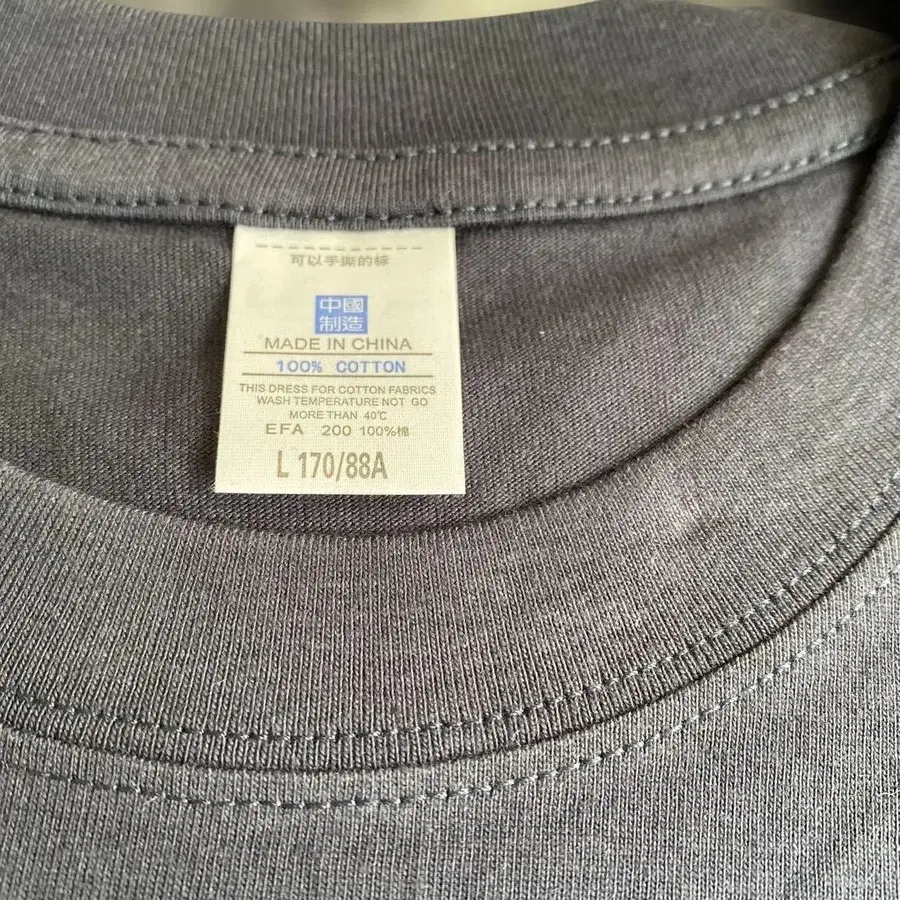 可以手撕的标
中國
制造
MADE IN CHINA
100% COTTON
THIS DRESS FOR COTTON FABRICS
WASH TEMPERATURE NOT GO
MORE THAN 40℃
EFA 200 100%棉
L 170/88A